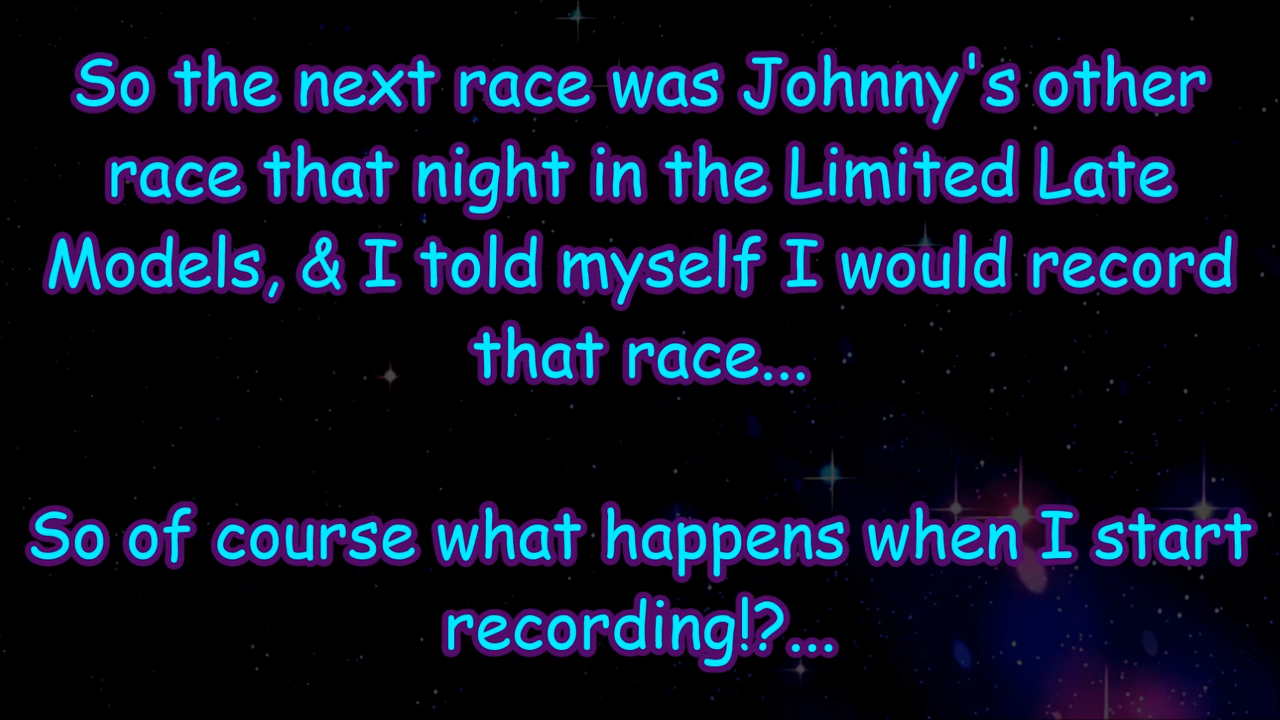 So the next race was Johnny's other
race that night in the Limited Late
Models, & I told myself I would record
that race...
So of course what happens when I start
recording!?...